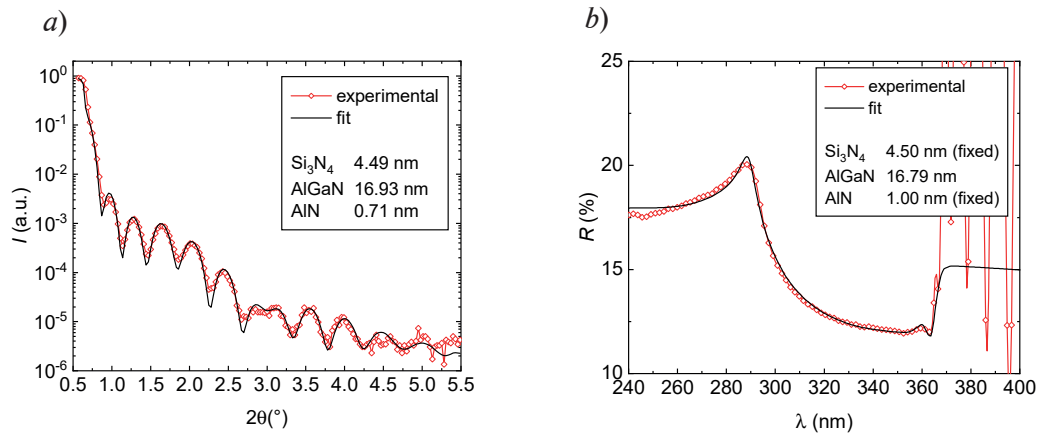 a)
I (a.u.)
10⁰
10⁻¹
10⁻²
10⁻³
10⁻⁴
10⁻⁵
10⁻⁶
experimental
fit
Si₃N₄ 4.49 nm
AlGaN 16.93 nm
AlN 0.71 nm
0.5 1.0 1.5 2.0 2.5 3.0 3.5 4.0 4.5 5.0 5.5
2θ(°)
b)
R (%)
25
20
15
10
experimental
fit
Si₃N₄ 4.50 nm (fixed)
AlGaN 16.79 nm
AlN 1.00 nm (fixed)
240 260 280 300 320 340 360 380 400
λ (nm)